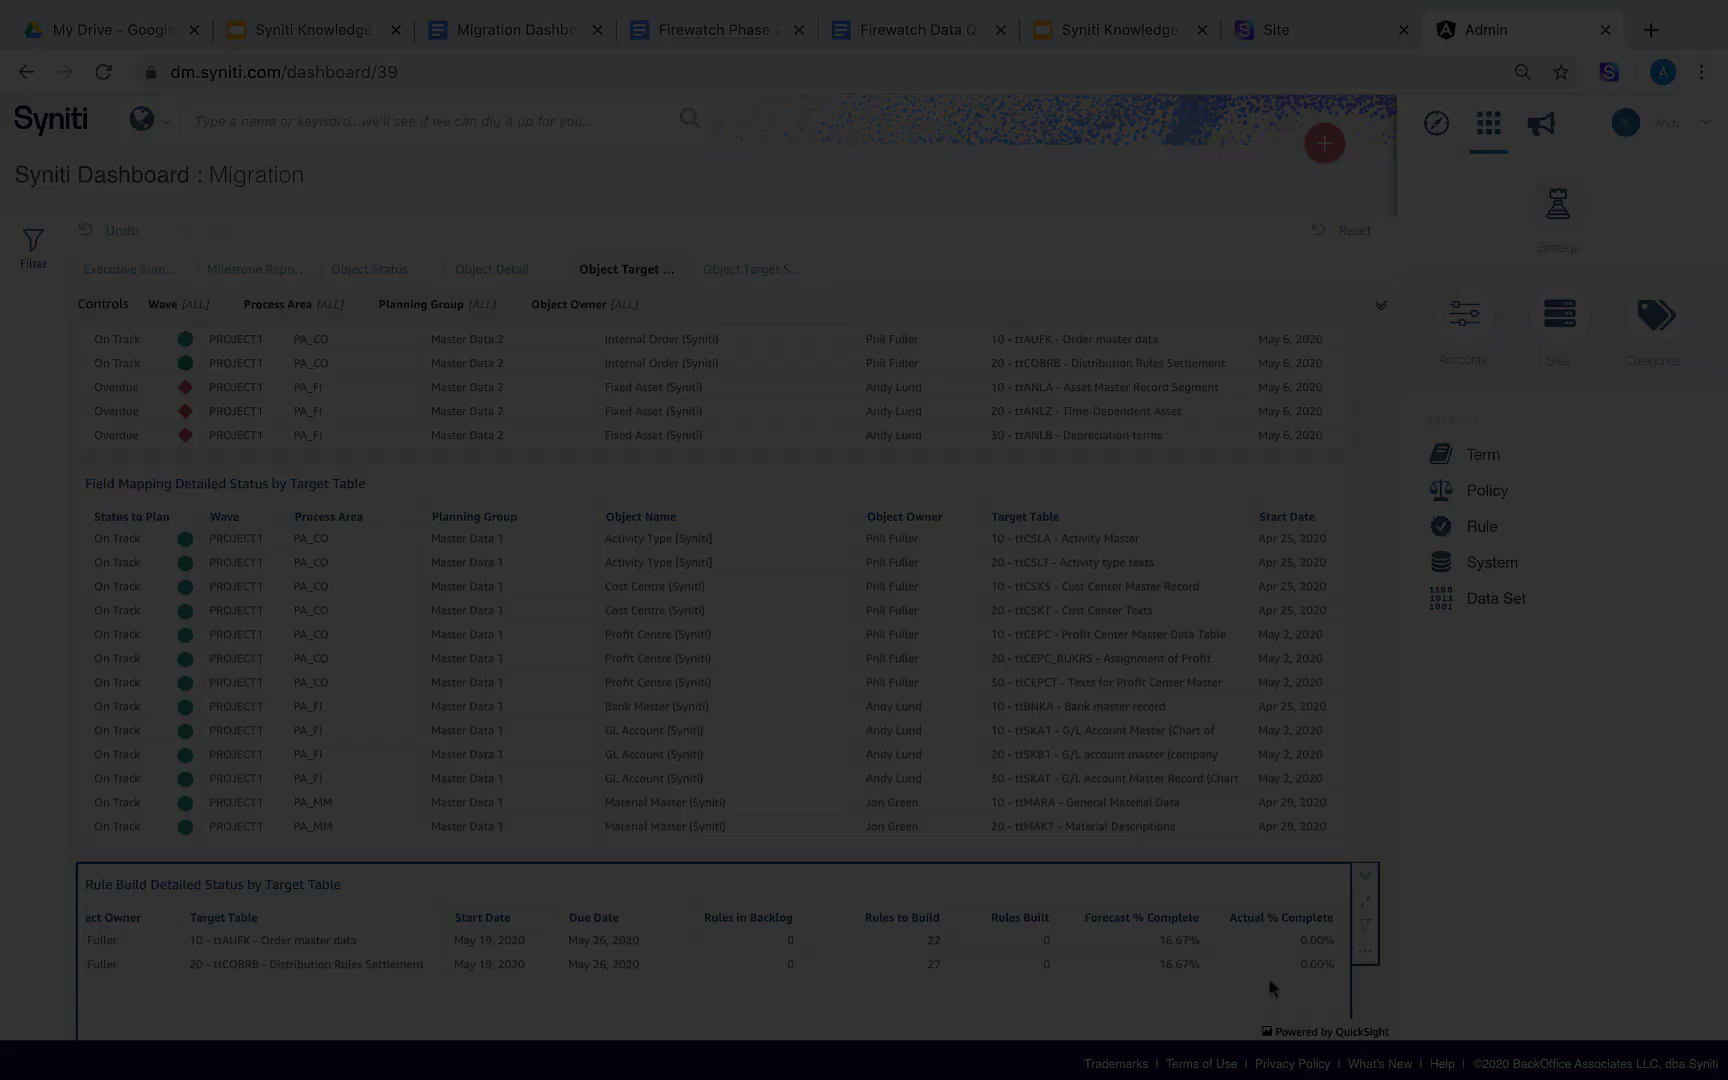 My Drive - Google
Syniti Knowledge
Migration Dashbo
Firewatch Phase
Firewatch Data Q
Syniti Knowledge
Site
Admin
dm.syniti.com/dashboard/39
A
Syniti
Type a name or keyword...we'll see if we can dig it up for you...
AL
Andy
Syniti Dashboard : Migration
Strategy
Filter
Undo
Reset
Executive Sum...
Milestone Repo...
Object Status
Object Detail
Object Target ...
Object Target S...
Controls Wave [ALL] Process Area [ALL] Planning Group [ALL] Object Owner [ALL]
Accounts
Sites
Categories
On Track PROJECT1 PA_CO Master Data 2 Internal Order (Syniti) Phil Fuller 10 - ttAUFK - Order master data May 6, 2020
On Track PROJECT1 PA_CO Master Data 2 Internal Order (Syniti) Phil Fuller 20 - ttCOBRB - Distribution Rules Settlement May 6, 2020
Overdue PROJECT1 PA_FI Master Data 2 Fixed Asset (Syniti) Andy Lund 10 - ttANLA - Asset Master Record Segment May 6, 2020
Overdue PROJECT1 PA_FI Master Data 2 Fixed Asset (Syniti) Andy Lund 20 - ttANLZ - Time-Dependent Asset May 6, 2020
Overdue PROJECT1 PA_FI Master Data 2 Fixed Asset (Syniti) Andy Lund 30 - ttANLB - Depreciation terms May 6, 2020
Term
Policy
Rule
System
Data Set
Field Mapping Detailed Status by Target Table
Status to Plan Wave Process Area Planning Group Object Name Object Owner Target Table Start Date
On Track PROJECT1 PA_CO Master Data 1 Activity Type [Syniti] Phil Fuller 10 - ttCSLA - Activity Master Apr 25, 2020
On Track PROJECT1 PA_CO Master Data 1 Activity Type [Syniti] Phil Fuller 20 - ttCSLT - Activity type texts Apr 25, 2020
On Track PROJECT1 PA_CO Master Data 1 Cost Centre (Syniti) Phil Fuller 10 - ttCSKS - Cost Center Master Record Apr 25, 2020
On Track PROJECT1 PA_CO Master Data 1 Cost Centre (Syniti) Phil Fuller 20 - ttCSKT - Cost Center Texts Apr 25, 2020
On Track PROJECT1 PA_CO Master Data 1 Profit Centre (Syniti) Phil Fuller 10 - ttCEPC - Profit Center Master Data Table May 2, 2020
On Track PROJECT1 PA_CO Master Data 1 Profit Centre (Syniti) Phil Fuller 20 - ttCEPC_BUKRS - Assignment of Profit May 2, 2020
On Track PROJECT1 PA_CO Master Data 1 Profit Centre (Syniti) Phil Fuller 30 - ttCEPCT - Texts for Profit Center Master May 2, 2020
On Track PROJECT1 PA_FI Master Data 1 Bank Master (Syniti) Andy Lund 10 - ttBNKA - Bank master record Apr 25, 2020
On Track PROJECT1 PA_FI Master Data 1 GL Account (Syniti) Andy Lund 10 - ttSKA1 - G/L Account Master (Chart of May 2, 2020
On Track PROJECT1 PA_FI Master Data 1 GL Account (Syniti) Andy Lund 20 - ttSKB1 - G/L account master (company May 2, 2020
On Track PROJECT1 PA_FI Master Data 1 GL Account (Syniti) Andy Lund 30 - ttSKAT - G/L Account Master Record (Chart May 2, 2020
On Track PROJECT1 PA_MM Master Data 1 Material Master (Syniti) Jon Green 10 - ttMARA - General Material Data Apr 29, 2020
On Track PROJECT1 PA_MM Master Data 1 Material Master (Syniti) Jon Green 20 - ttMAKT - Material Descriptions Apr 29, 2020
Rule Build Detailed Status by Target Table
ect Owner Target Table Start Date Due Date Rules in Backlog Rules to Build Rules Built Forecast % Complete Actual % Complete
Fuller 10 - ttAUFK - Order master data May 19, 2020 May 26, 2020 0 22 0 16.67% 0.00%
Fuller 20 - ttCOBRB - Distribution Rules Settlement May 19, 2020 May 26, 2020 0 27 0 16.67% 0.00%
Powered by QuickSight
Trademarks | Terms of Use | Privacy Policy | What's New | Help | ©2020 BackOffice Associates LLC. dba Syniti